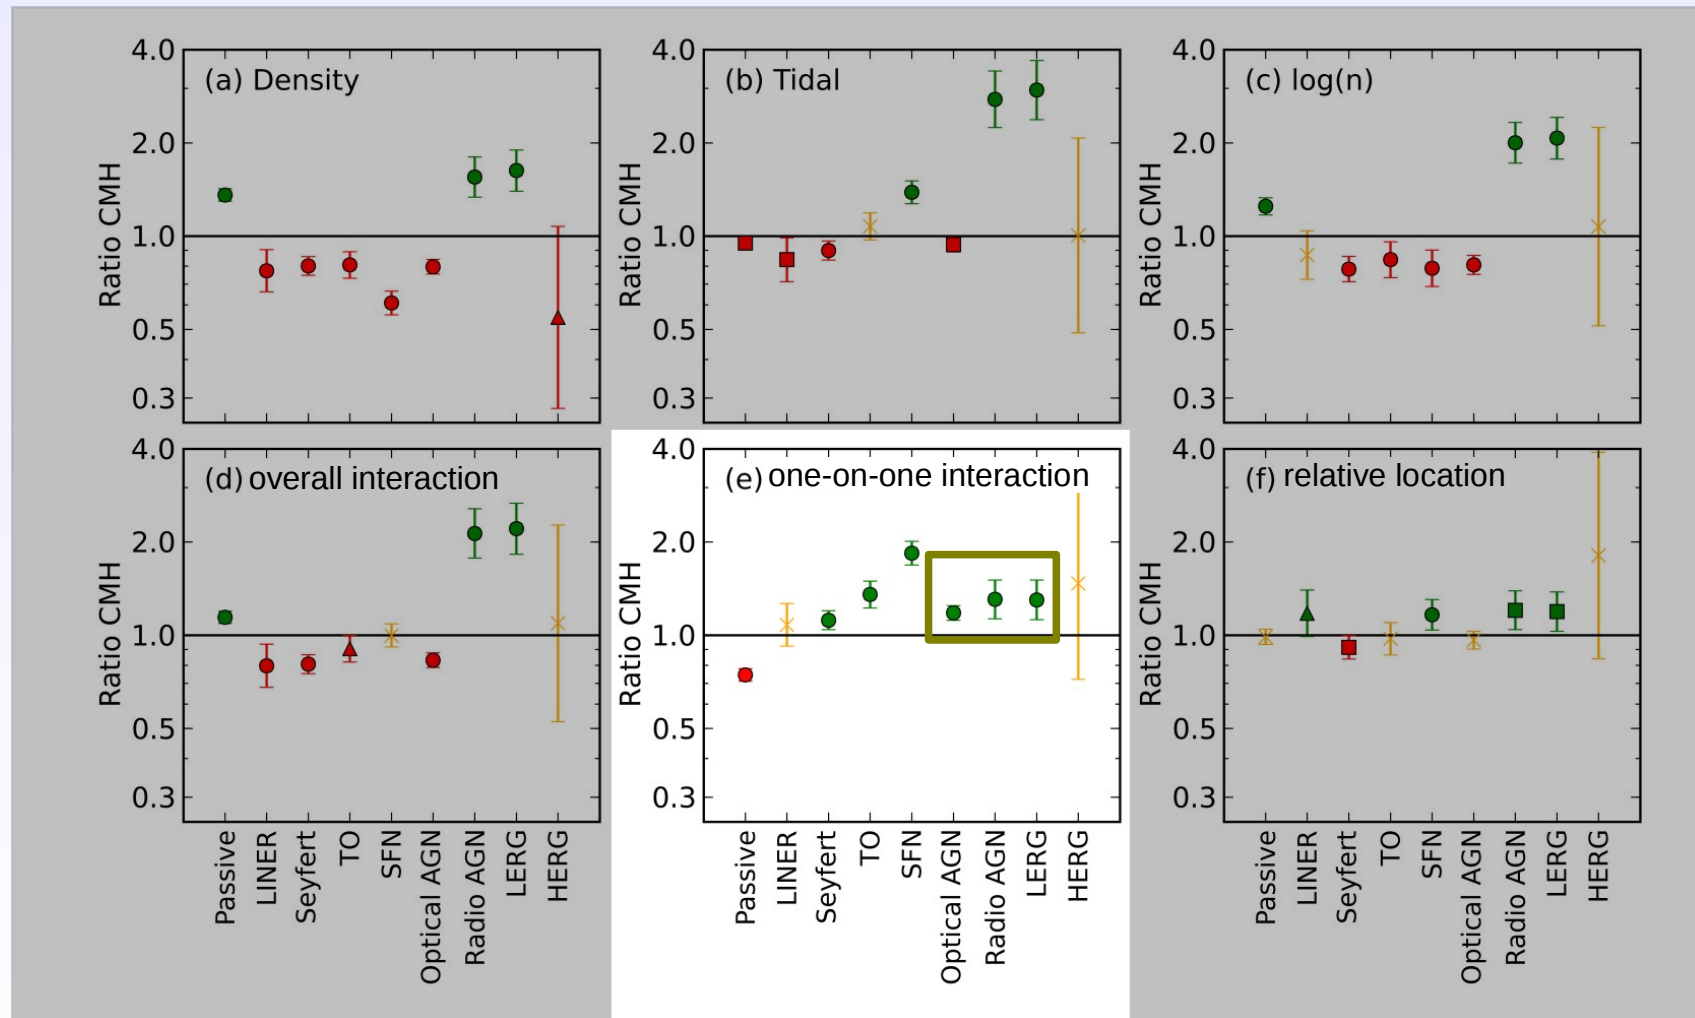 (a) Density
4.0
2.0
1.0
0.5
0.3
Ratio CMH
(b) Tidal
4.0
2.0
1.0
0.5
0.3
Ratio CMH
(c) log(n)
4.0
2.0
1.0
0.5
0.3
Ratio CMH
(d) overall interaction
4.0
2.0
1.0
0.5
0.3
Ratio CMH
Passive
LINER
Seyfert
TO
SFN
Optical AGN
Radio AGN
LERG
HERG
(e) one-on-one interaction
4.0
2.0
1.0
0.5
0.3
Ratio CMH
Passive
LINER
Seyfert
TO
SFN
Optical AGN
Radio AGN
LERG
HERG
(f) relative location
4.0
2.0
1.0
0.5
0.3
Ratio CMH
Passive
LINER
Seyfert
TO
SFN
Optical AGN
Radio AGN
LERG
HERG